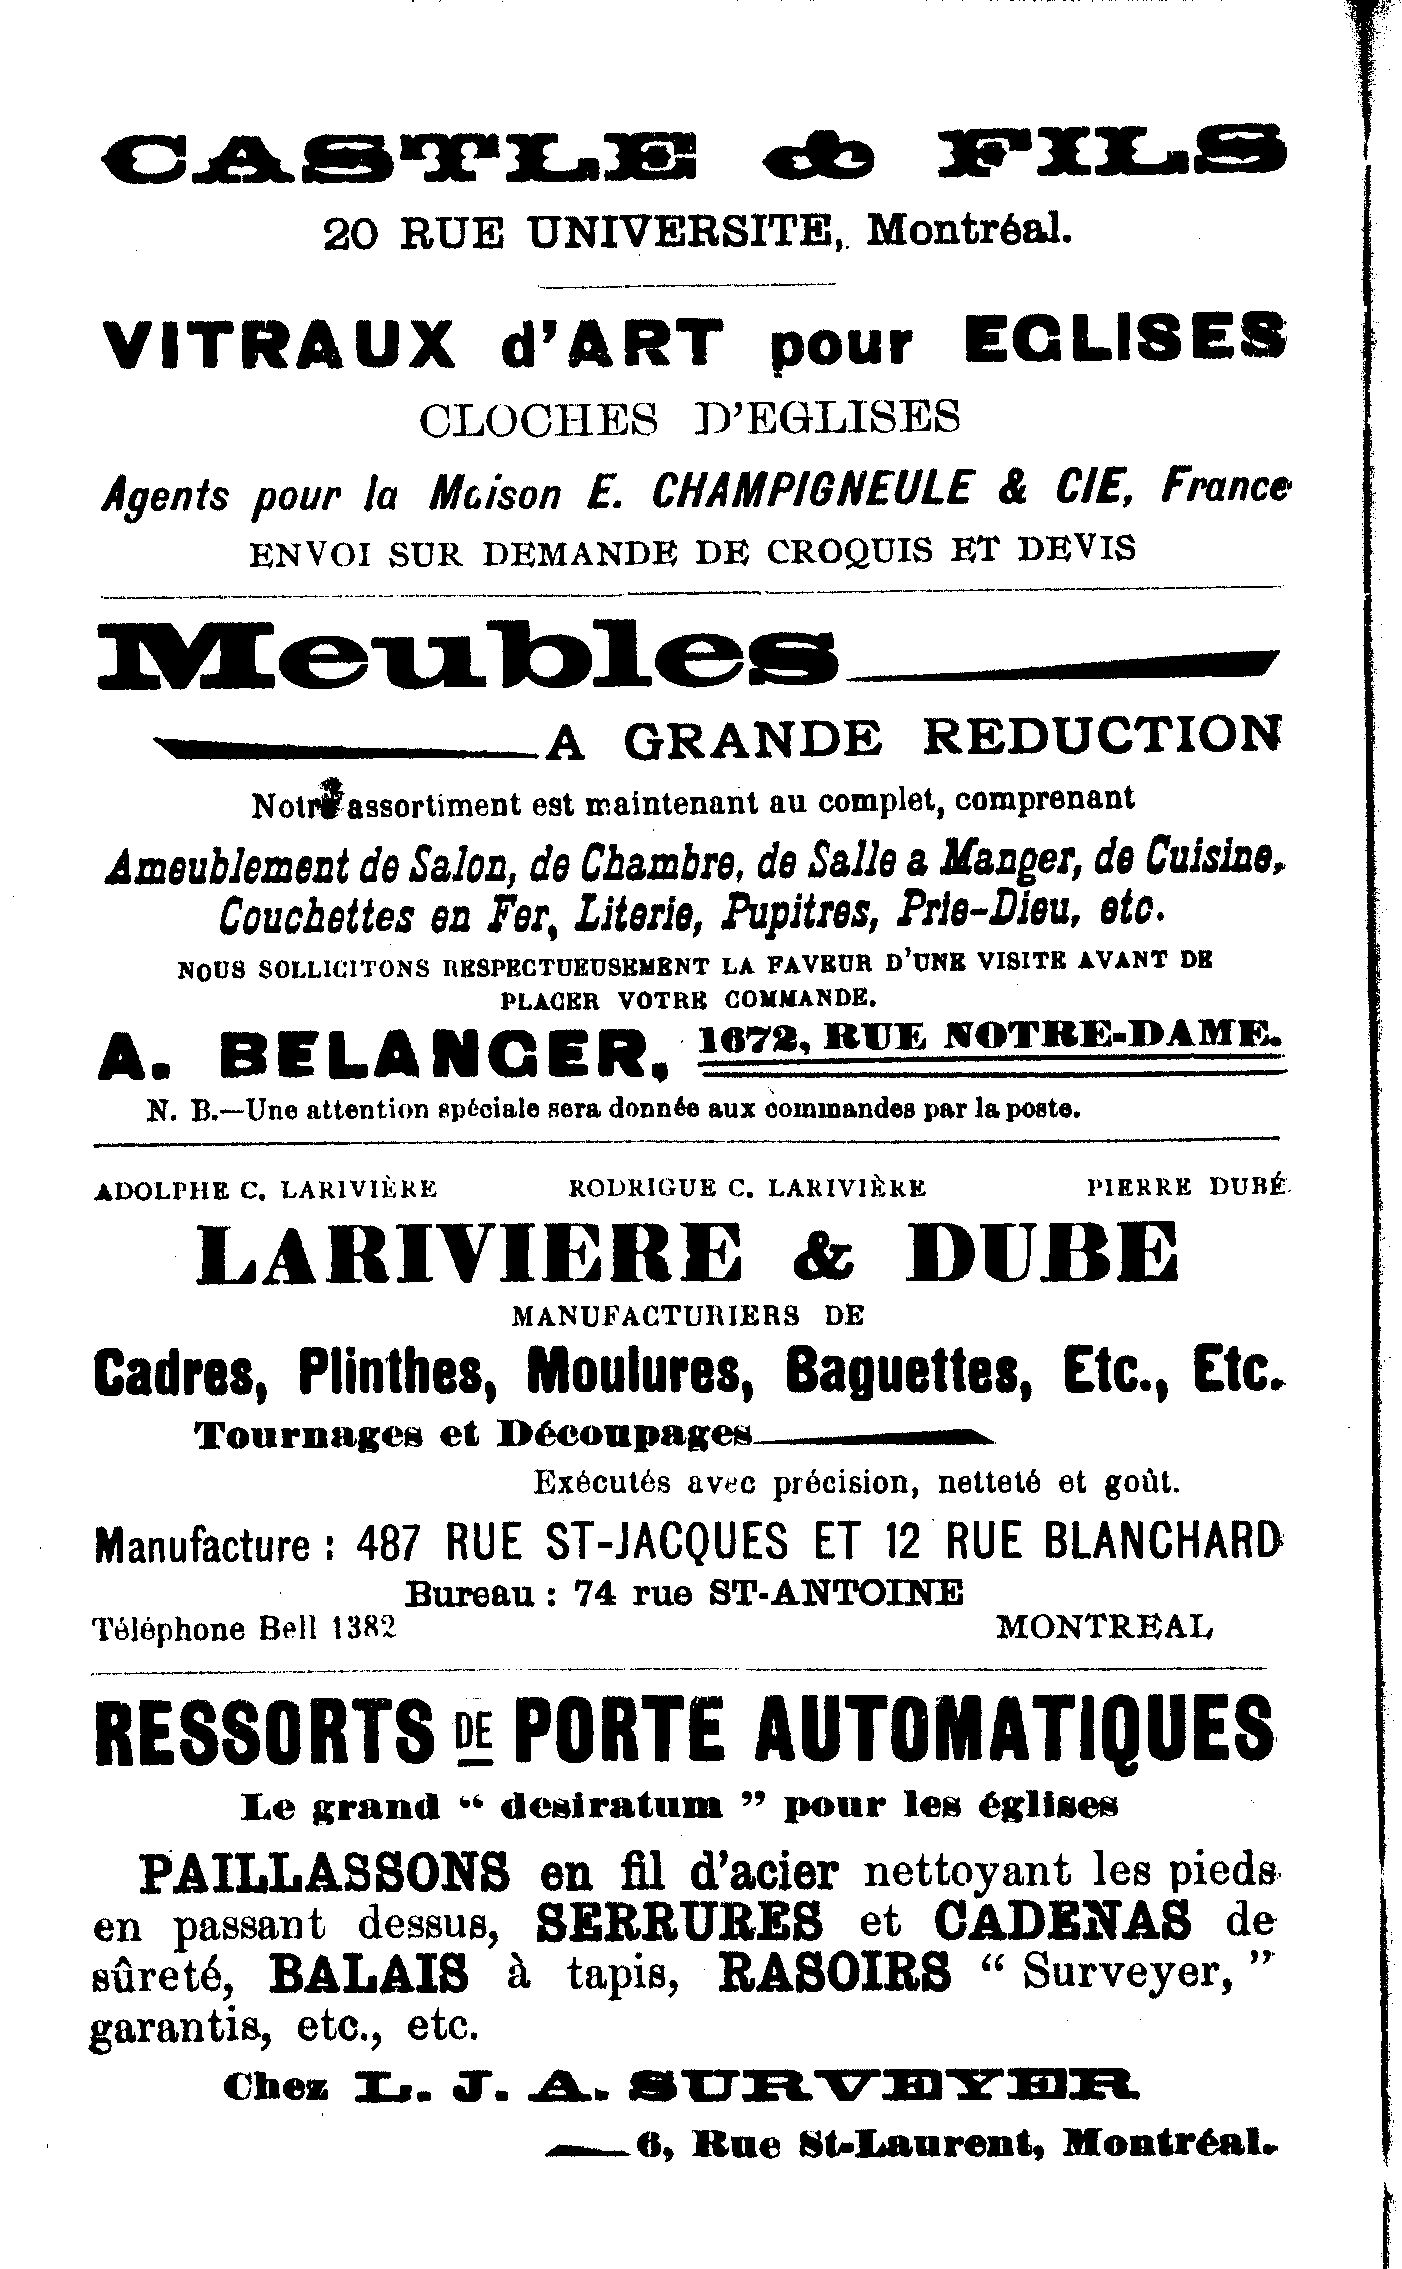 CASTLE & FILS
20 RUE UNIVERSITE, Montréal.
VITRAUX d'ART pour EGLISES
CLOCHES D'EGLISES
Agents pour la Maison E. CHAMPIGNEULE & CIE, France
ENVOI SUR DEMANDE DE CROQUIS ET DEVIS
Meubles
A GRANDE REDUCTION
Notre assortiment est maintenant au complet, comprenant
Ameublement de Salon, de Chambre, de Salle a Manger, de Cuisine,
Couchettes en Fer, Literie, Pupitres, Prie-Dieu, etc.
NOUS SOLLICITONS RESPECTUEUSEMENT LA FAVEUR D'UNE VISITE AVANT DE
PLACER VOTRE COMMANDE.
A. BELANGER, 1672, RUE NOTRE-DAME.
N. B.—Une attention spéciale sera donnée aux commandes par la poste.
ADOLPHE C. LARIVIÈRE RODRIGUE C. LARIVIÈRE PIERRE DUBÉ
LARIVIERE & DUBE
MANUFACTURIERS DE
Cadres, Plinthes, Moulures, Baguettes, Etc., Etc.
Tournages et Découpages
Exécutés avec précision, netteté et goût.
Manufacture : 487 RUE ST-JACQUES ET 12 RUE BLANCHARD
Bureau : 74 rue ST-ANTOINE
Téléphone Bell 1382 MONTREAL
RESSORTS DE PORTE AUTOMATIQUES
Le grand “ desiratum ” pour les églises
PAILLASSONS en fil d'acier nettoyant les pieds
en passant dessus, SERRURES et CADENAS de
sûreté, BALAIS à tapis, RASOIRS “ Surveyer, ”
garantis, etc., etc.
Chez L. J. A. SURVEYER
6, Rue St-Laurent, Montréal.